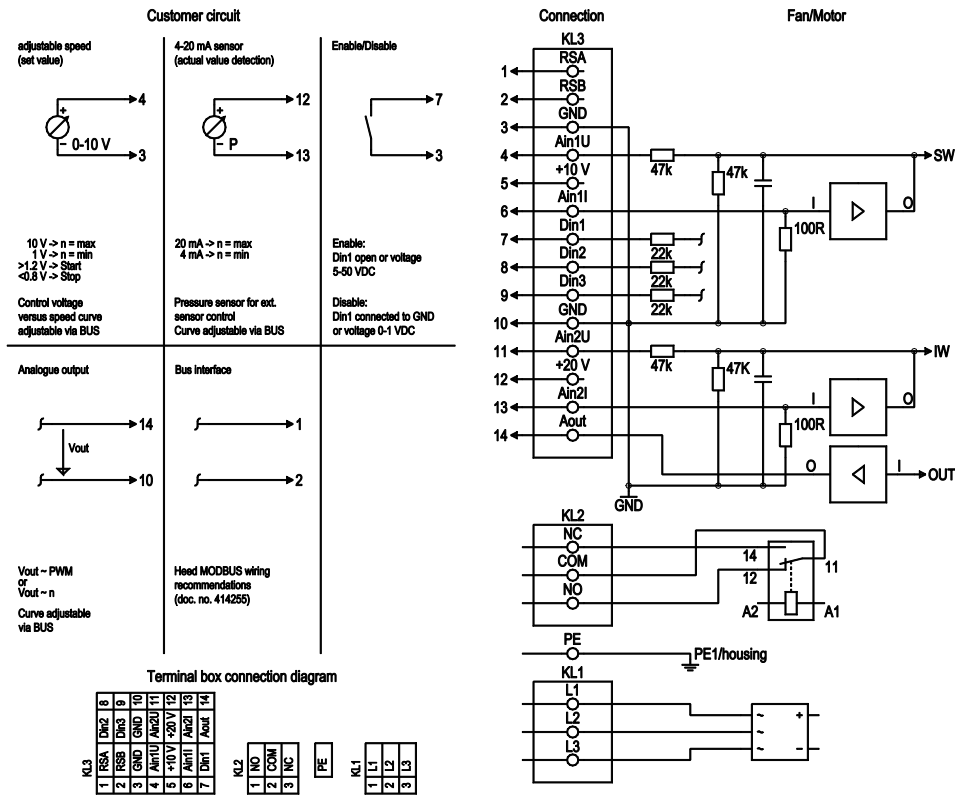 Customer circuit
adjustable speed
(set value)
+
4
0-10 V
−
3
10 V -> n = max
1 V -> n = min
>1.2 V -> Start
<0.8 V -> Stop
Control voltage
versus speed curve
adjustable via BUS
4-20 mA sensor
(actual value detection)
+
12
P
−
13
20 mA -> n = max
4 mA -> n = min
Pressure sensor for ext.
sensor control
Curve adjustable via BUS
Enable/Disable
7
3
Enable:
Din1 open or voltage
5-50 VDC
Disable:
Din1 connected to GND
or voltage 0-1 VDC
Analogue output
14
Vout
10
Vout ~ PWM
or
Vout ~ n
Curve adjustable
via BUS
Bus interface
1
2
Heed MODBUS wiring
recommendations
(doc. no. 414255)
Connection
Fan/Motor
KL3
RSA
1
RSB
2
GND
3
Ain1U
4
47k
SW
+10 V
5
47k
Ain1I
6
I
O
100R
Din1
7
22k
Din2
8
22k
Din3
9
22k
GND
10
Ain2U
11
47k
IW
+20 V
12
47K
Ain2I
13
I
O
100R
Aout
14
O
I
OUT
GND
KL2
NC
COM
NO
14
12
11
A2
A1
PE
PE1/housing
KL1
L1
L2
L3
~
~
~
+
−
Terminal box connection diagram
KL3
8 Din2
9 Din3
10 GND
11 Ain2U
12 +20 V
13 Ain2I
14 Aout
1 RSA
2 RSB
3 GND
4 Ain1U
5 +10 V
6 Ain1I
7 Din1
KL2
1 NO
2 COM
3 NC
PE
KL1
1 L1
2 L2
3 L3